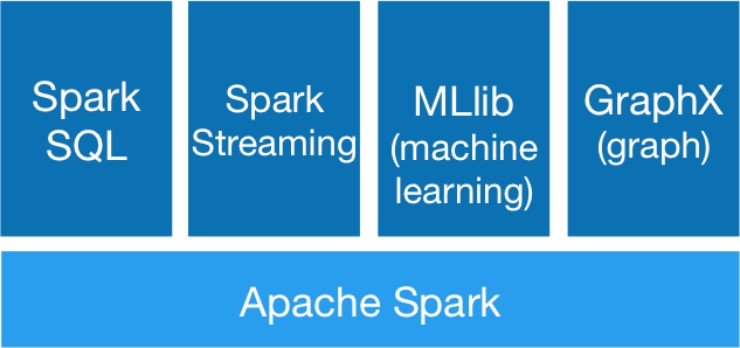 Spark
SQL
Spark
Streaming
MLlib
(machine
learning)
GraphX
(graph)
Apache Spark